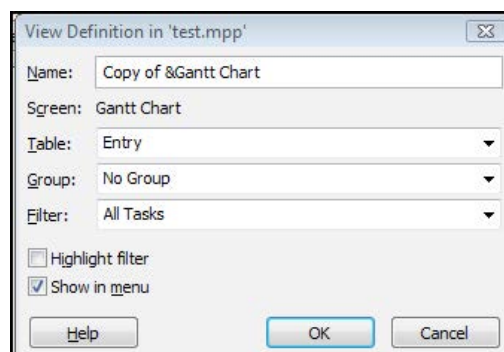 View Definition in 'test.mpp'
Name: Copy of &Gantt Chart
Screen: Gantt Chart
Table: Entry
Group: No Group
Filter: All Tasks
Highlight filter
Show in menu
Help OK Cancel